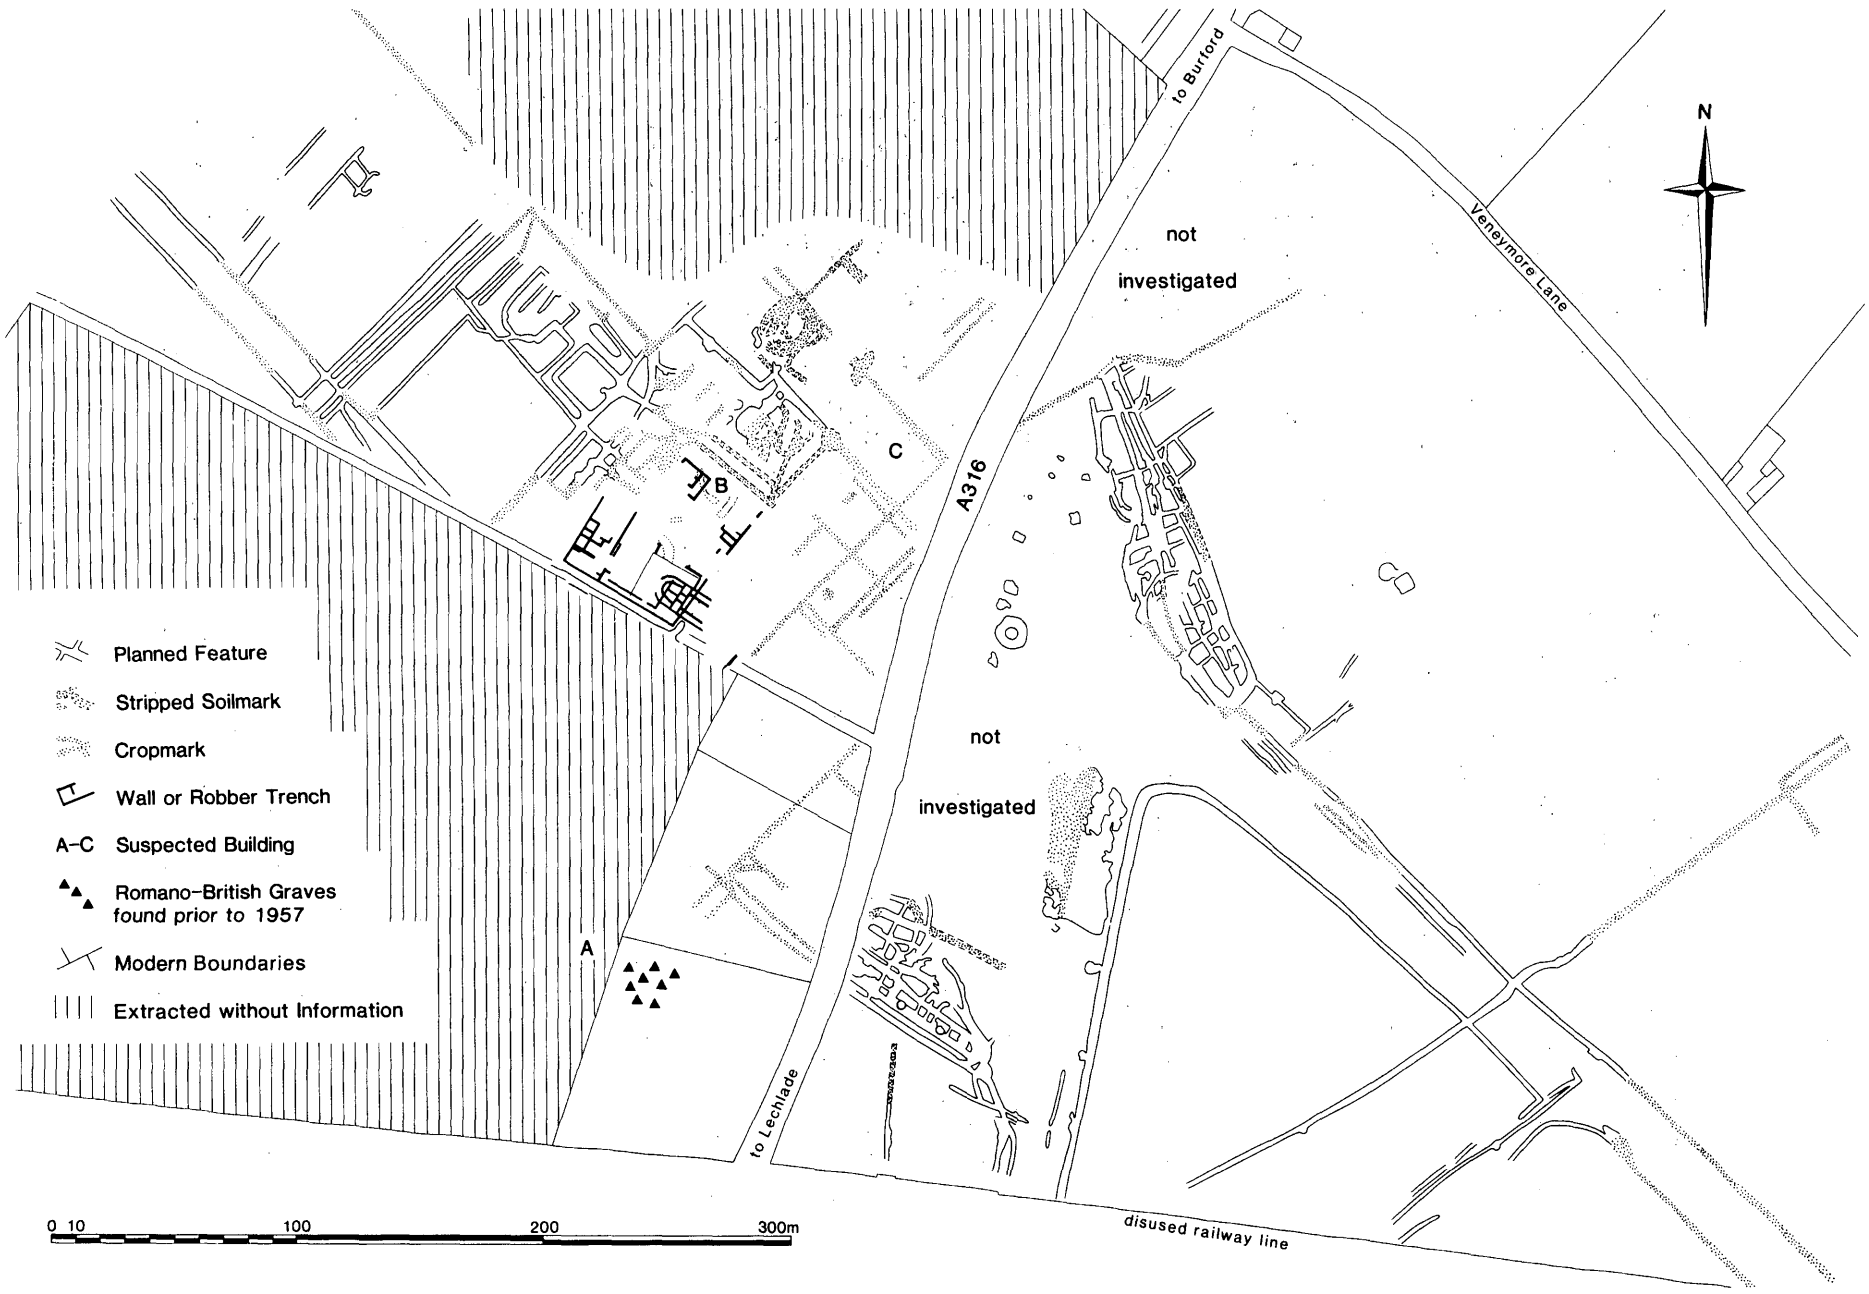 to Burford
N
not
investigated
Veneymore Lane
C
A316
B
Planned Feature
Stripped Soilmark
Cropmark
Wall or Robber Trench
A-C Suspected Building
Romano-British Graves
found prior to 1957
Modern Boundaries
Extracted without Information
not
investigated
A
to Lechlade
0 10 100 200 300m
disused railway line